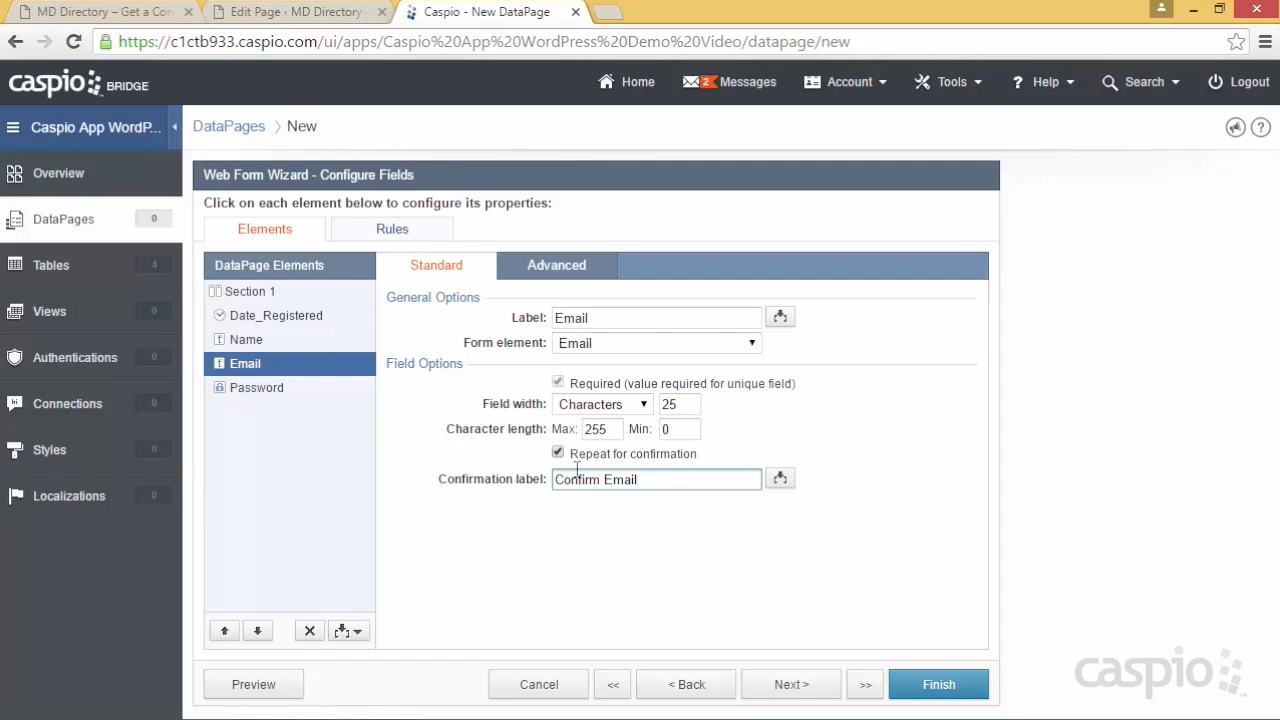 MD Directory – Get a Con
Edit Page ‹ MD Directory
Caspio - New DataPage
https://c1ctb933.caspio.com/ui/apps/Caspio%20App%20WordPress%20Demo%20Video/datapage/new
caspio BRIDGE
Home
2 Messages
Account
Tools
? Help
Search
Logout
Caspio App WordP...
DataPages > New
Overview
DataPages 0
Tables 4
Views 0
Authentications 0
Connections 0
Styles 0
Localizations 0
Web Form Wizard - Configure Fields
Click on each element below to configure its properties:
Elements
Rules
DataPage Elements
Section 1
Date_Registered
Name
Email
Password
Standard
Advanced
General Options
Label: Email
Form element: Email
Field Options
Required (value required for unique field)
Field width: Characters 25
Character length: Max: 255 Min: 0
Repeat for confirmation
Confirmation label: Confirm Email
Preview
Cancel
<<
< Back
Next >
>>
Finish
caspio